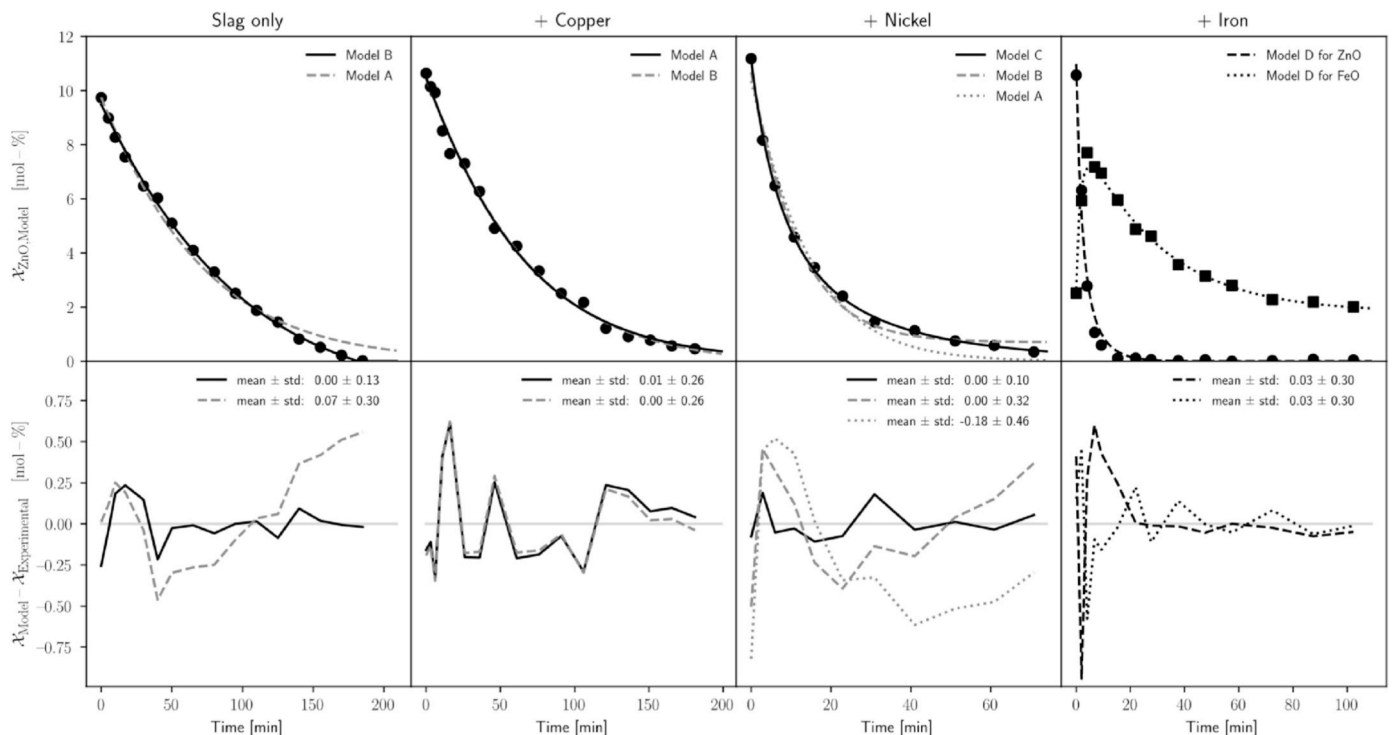 Slag only
+ Copper
+ Nickel
+ Iron
12
10
8
6
4
2
0
x ZnO,Model [mol−%]
Model B
Model A
Model A
Model B
Model C
Model B
Model A
Model D for ZnO
Model D for FeO
0.75
0.50
0.25
0.00
−0.25
−0.50
−0.75
x Model − x Experimental [mol−%]
mean ± std: 0.00 ± 0.13
mean ± std: 0.07 ± 0.30
mean ± std: 0.01 ± 0.26
mean ± std: 0.00 ± 0.26
mean ± std: 0.00 ± 0.10
mean ± std: 0.00 ± 0.32
mean ± std: -0.18 ± 0.46
mean ± std: 0.03 ± 0.30
mean ± std: 0.03 ± 0.30
0 50 100 150 200
Time [min]
0 50 100 150 200
Time [min]
0 20 40 60
Time [min]
0 20 40 60 80 100
Time [min]